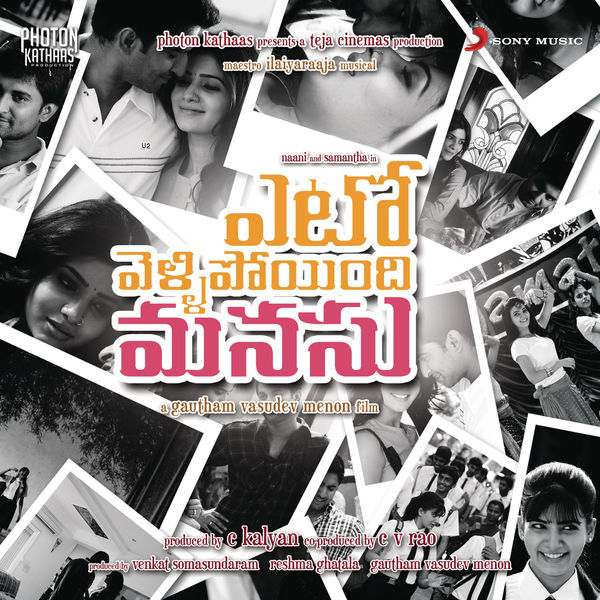 PHOTON
KATHAAS
PRODUCTION
photon kathaas presents a teja cinemas production
maestro ilaiyaraaja musical
SONY MUSIC
naani and samantha in
ఎటో
వెళ్ళిపోయింది
మనసు
a gautham vasudev menon film
U2
produced by c kalyan co-produced by c v rao
produced by venkat somasundaram reshma ghatala gautham vasudev menon